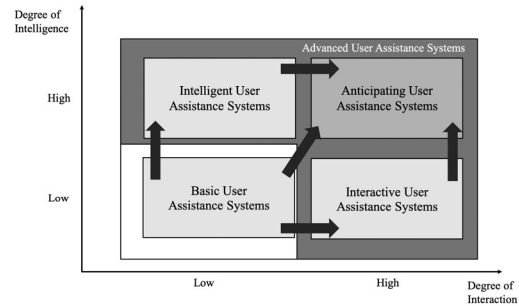 Degree of
Intelligence
Advanced User Assistance Systems
High
Intelligent User
Assistance Systems
Anticipating User
Assistance Systems
Low
Basic User
Assistance Systems
Interactive User
Assistance Systems
Low
High
Degree of
Interaction